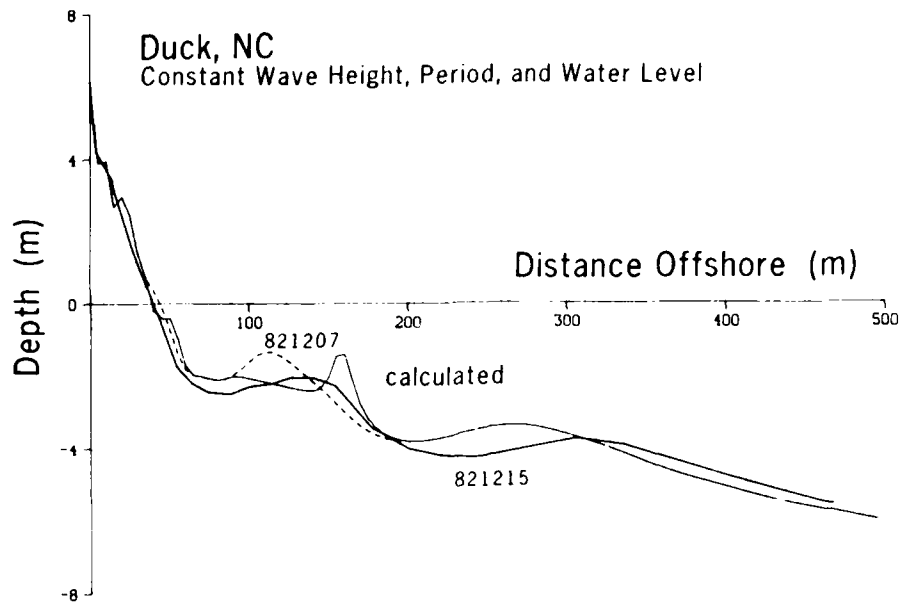 8
Duck, NC
Constant Wave Height, Period, and Water Level
4
Depth (m)
Distance Offshore (m)
0
100
200
300
400
500
821207
calculated
-4
821215
-8